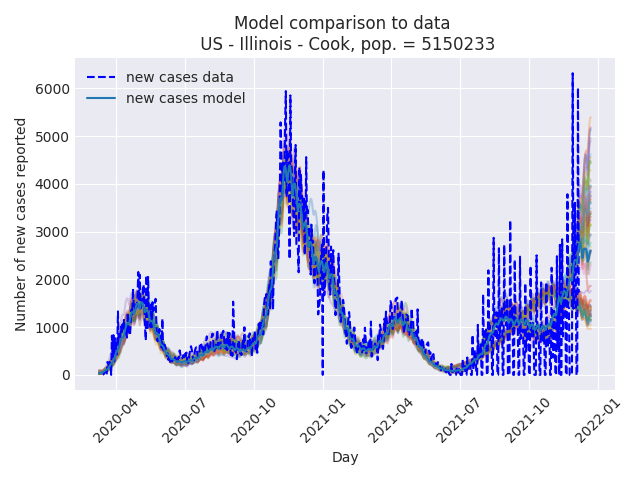 Model comparison to data
US - Illinois - Cook, pop. = 5150233
new cases data
new cases model
Number of new cases reported
6000
5000
4000
3000
2000
1000
0
2020-04
2020-07
2020-10
2021-01
2021-04
2021-07
2021-10
2022-01
Day